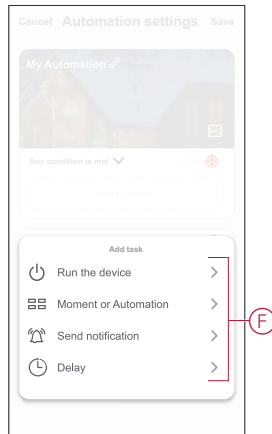 Cancel Automation settings Save
My Automation
Any condition is met
Add task
Run the device
Moment or Automation
Send notification
Delay
F